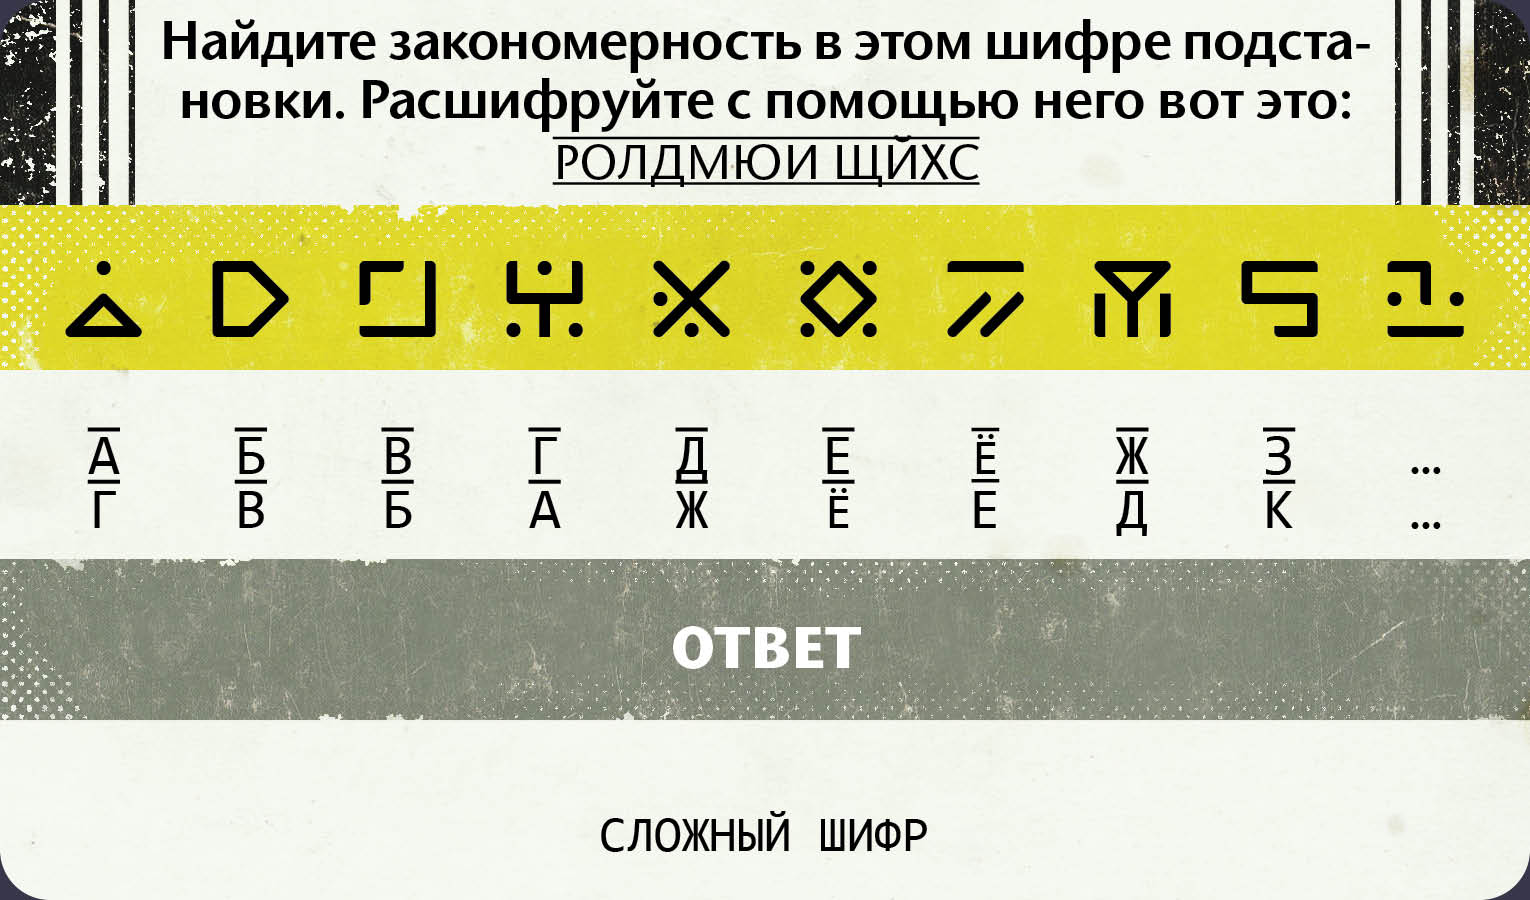 Найдите закономерность в этом шифре подста-
новки. Расшифруйте с помощью него вот это:
РОЛДМЮИ ЩЙХС
А Б В Г Д Е Ё Ж З ...
Г В Б А Ж Ё Е Д К ...
ОТВЕТ
СЛОЖНЫЙ ШИФР